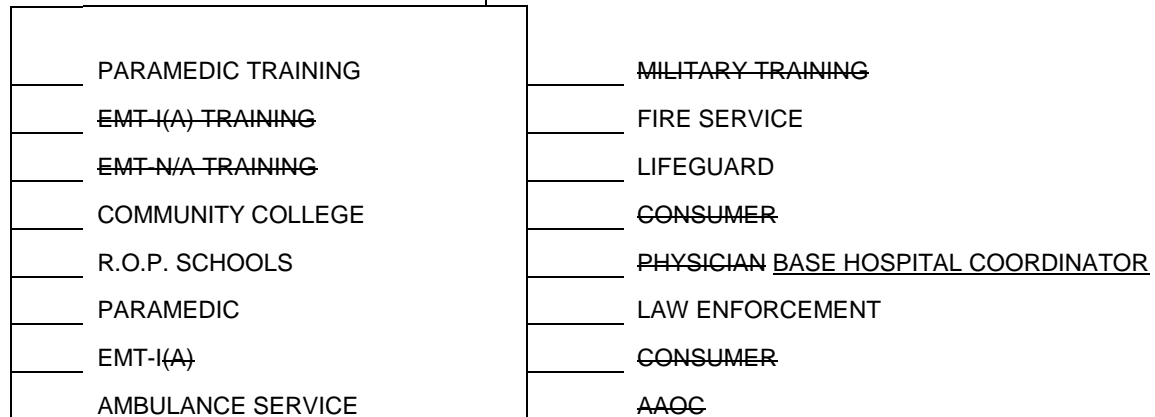 PARAMEDIC TRAINING
EMT-I(A) TRAINING
EMT-N/A TRAINING
COMMUNITY COLLEGE
R.O.P. SCHOOLS
PARAMEDIC
EMT-I(A)
AMBULANCE SERVICE
MILITARY TRAINING
FIRE SERVICE
LIFEGUARD
CONSUMER
PHYSICIAN BASE HOSPITAL COORDINATOR
LAW ENFORCEMENT
CONSUMER
AAOC